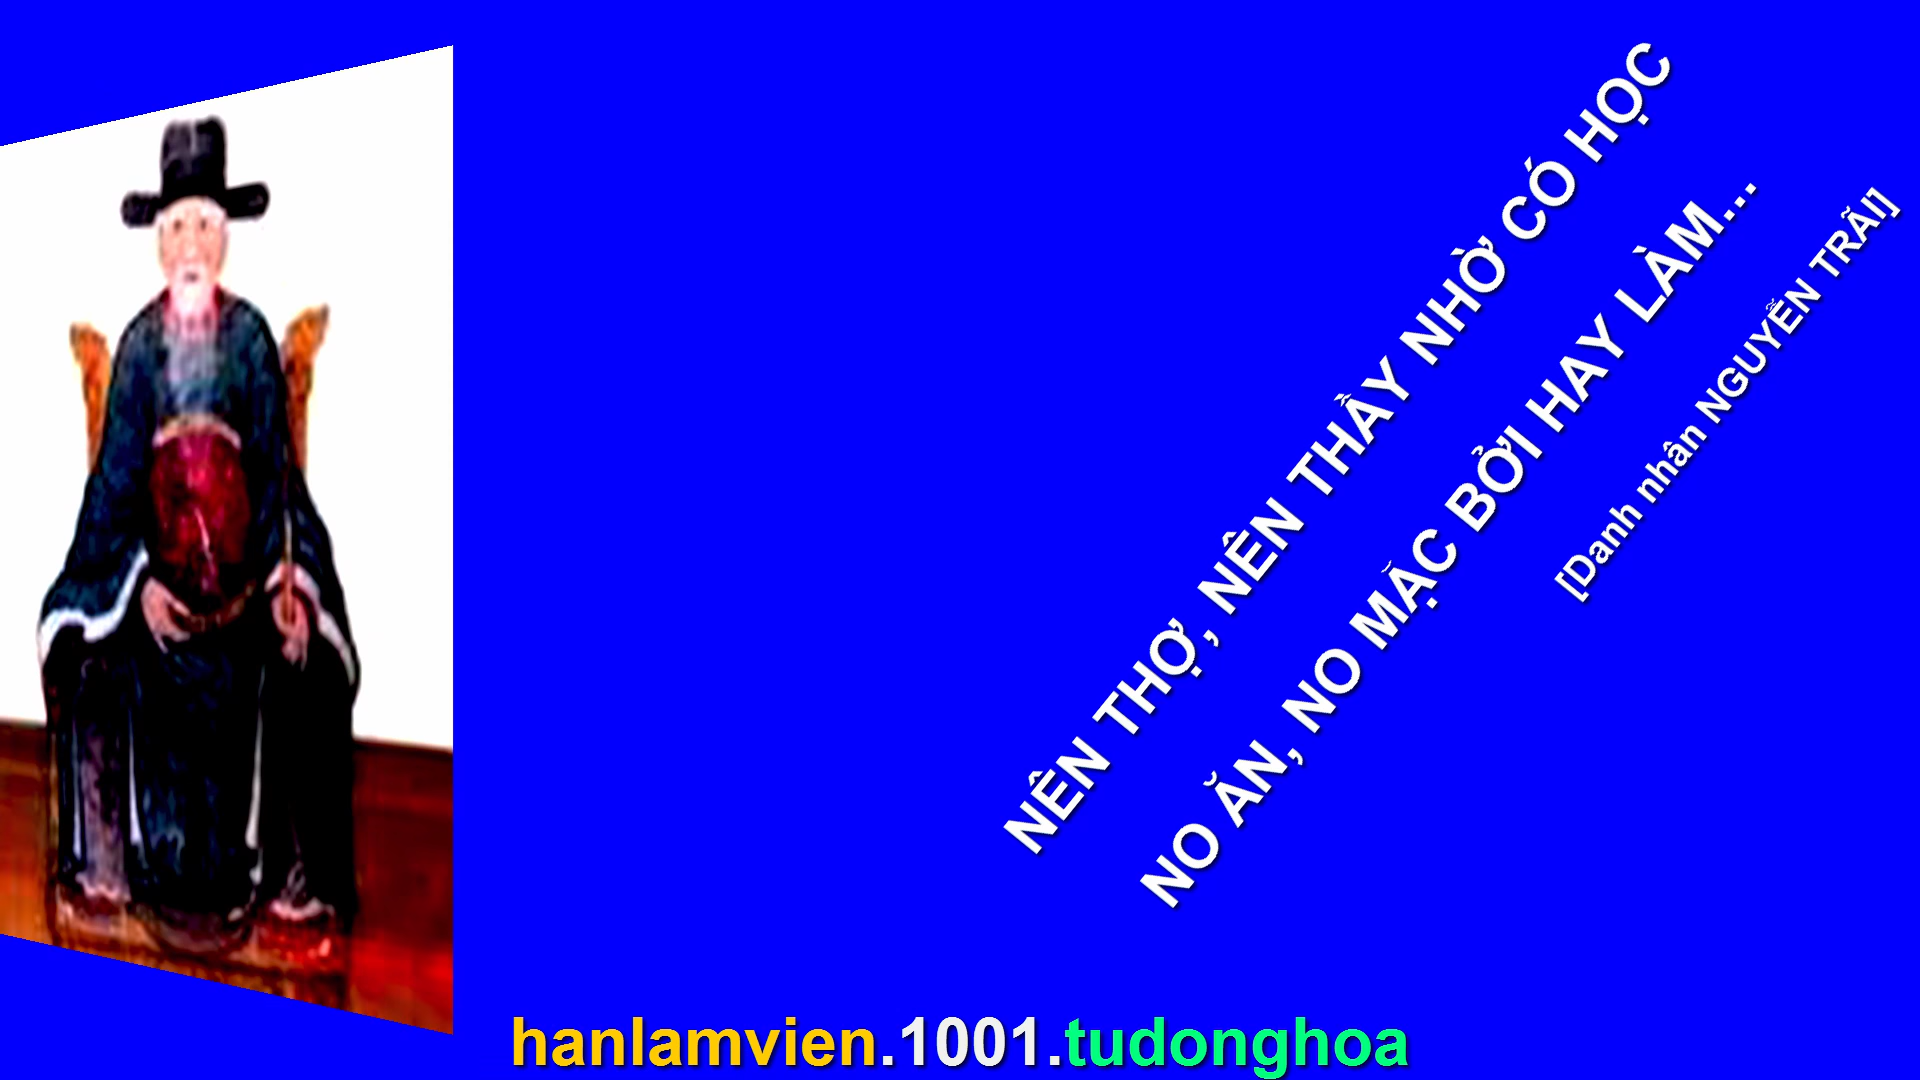 NÊN THỢ, NÊN THẦY NHỜ CÓ HỌC
NO ĂN, NO MẶC BỞI HAY LÀM...
[Danh nhân NGUYỄN TRÃI]
hanlamvien.1001.tudonghoa